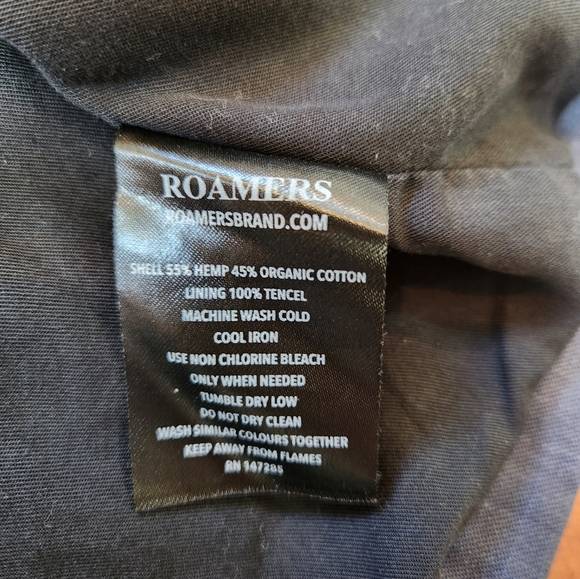 ROAMERS
ROAMERSBRAND.COM
SHELL 55% HEMP 45% ORGANIC COTTON
LINING 100% TENCEL
MACHINE WASH COLD
COOL IRON
USE NON CHLORINE BLEACH
ONLY WHEN NEEDED
TUMBLE DRY LOW
DO NOT DRY CLEAN
WASH SIMILAR COLOURS TOGETHER
KEEP AWAY FROM FLAMES
RN 147285